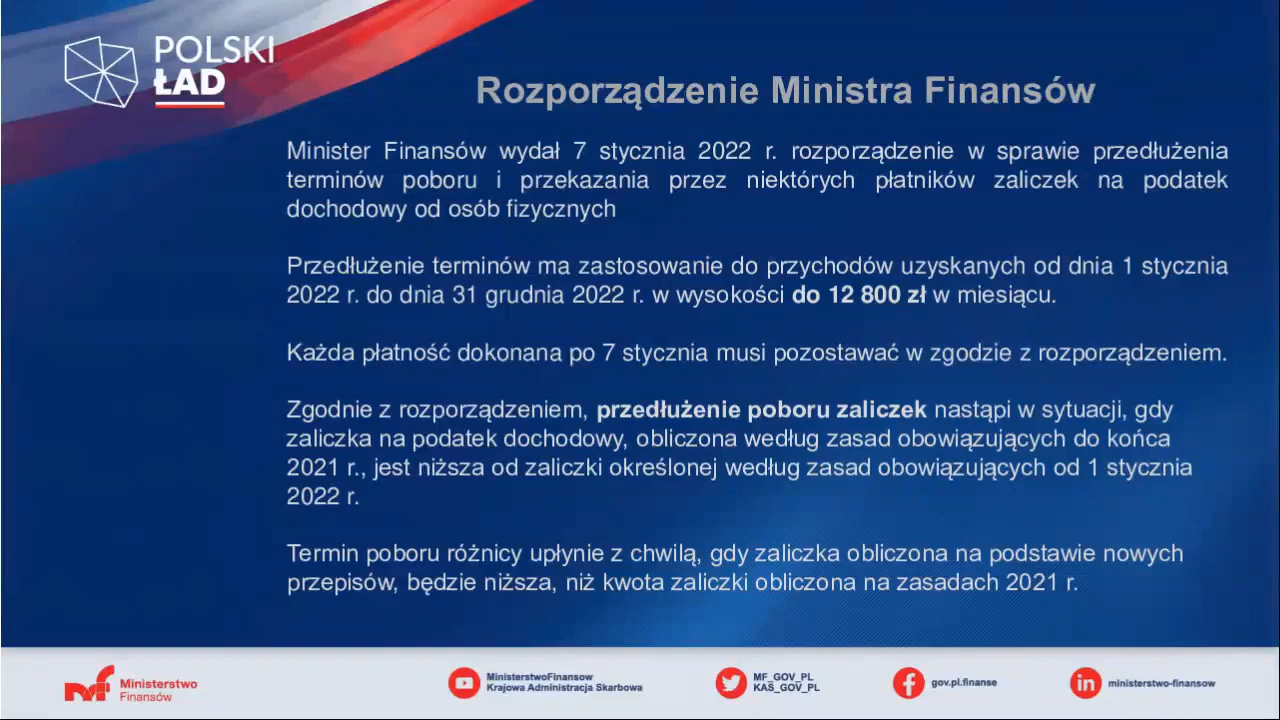 POLSKI
ŁAD
Rozporządzenie Ministra Finansów
Minister Finansów wydał 7 stycznia 2022 r. rozporządzenie w sprawie przedłużenia
terminów poboru i przekazania przez niektórych płatników zaliczek na podatek
dochodowy od osób fizycznych
Przedłużenie terminów ma zastosowanie do przychodów uzyskanych od dnia 1 stycznia
2022 r. do dnia 31 grudnia 2022 r. w wysokości do 12 800 zł w miesiącu.
Każda płatność dokonana po 7 stycznia musi pozostawać w zgodzie z rozporządzeniem.
Zgodnie z rozporządzeniem, przedłużenie poboru zaliczek nastąpi w sytuacji, gdy
zaliczka na podatek dochodowy, obliczona według zasad obowiązujących do końca
2021 r., jest niższa od zaliczki określonej według zasad obowiązujących od 1 stycznia
2022 r.
Termin poboru różnicy upłynie z chwilą, gdy zaliczka obliczona na podstawie nowych
przepisów, będzie niższa, niż kwota zaliczki obliczona na zasadach 2021 r.
Ministerstwo
Finansów
MinisterstwoFinansow
Krajowa Administracja Skarbowa
MF_GOV_PL
KAS_GOV_PL
gov.pl.finanse
ministerstwo-finansow